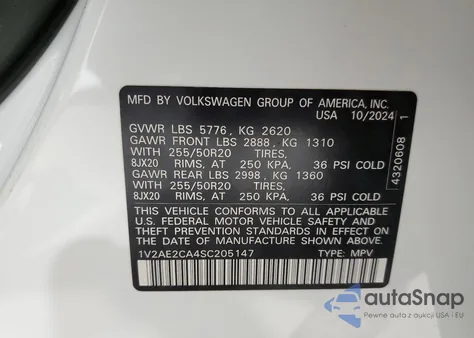 MFD BY VOLKSWAGEN GROUP OF AMERICA, INC.
USA 10/2024
GVWR LBS 5776, KG 2620
GAWR FRONT LBS 2888, KG 1310
WITH 255/50R20 TIRES,
8JX20 RIMS, AT 250 KPA, 36 PSI COLD
GAWR REAR LBS 2998, KG 1360
WITH 255/50R20 TIRES,
8JX20 RIMS, AT 250 KPA, 36 PSI COLD
THIS VEHICLE CONFORMS TO ALL APPLICABLE
U.S. FEDERAL MOTOR VEHICLE SAFETY AND
THEFT PREVENTION STANDARDS IN EFFECT ON
THE DATE OF MANUFACTURE SHOWN ABOVE.
1V2AE2CA4SC205147 TYPE: MPV
4320808 1
autoSnap
Pewne auta z aukcji USA i EU